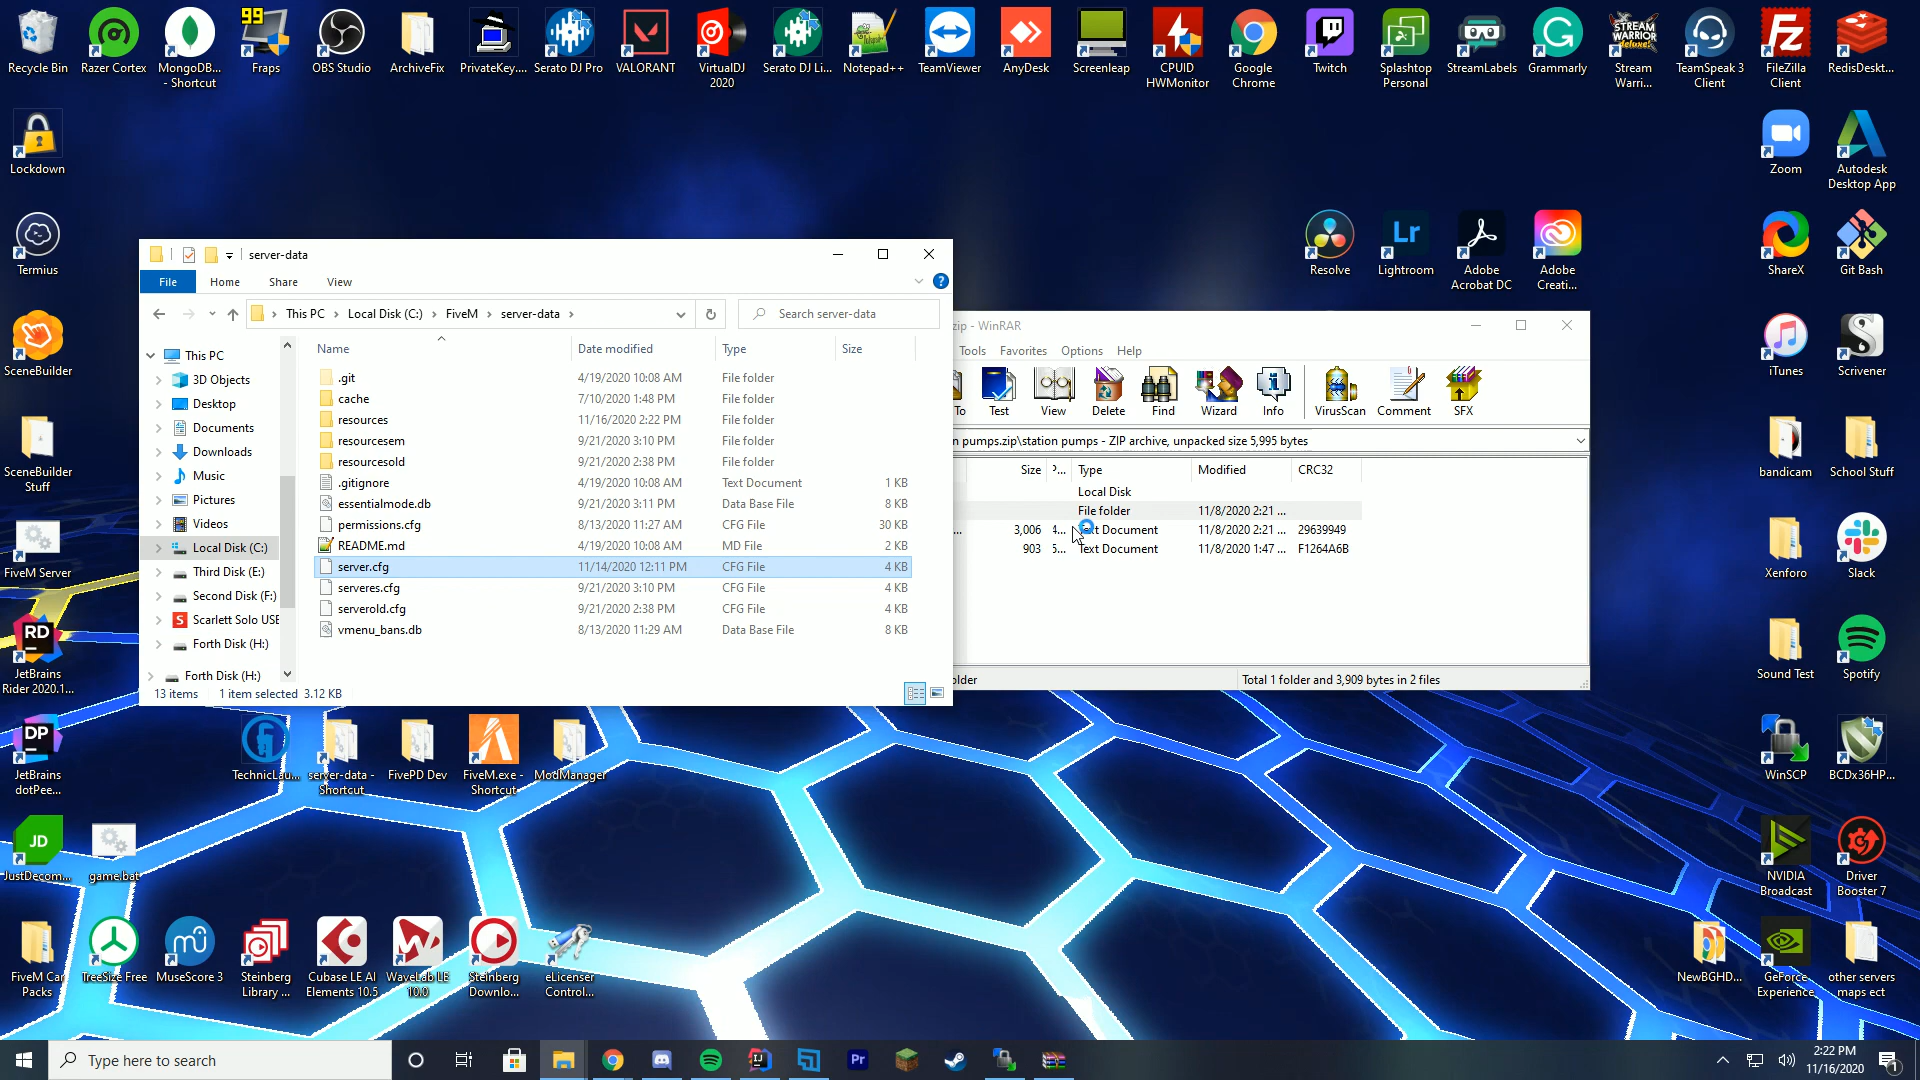 Recycle Bin
Razer Cortex
MongoDB...
- Shortcut
99
Fraps
OBS Studio
ArchiveFix
PrivateKey....
Serato DJ Pro
VALORANT
VirtualDJ
2020
Serato DJ Li...
Notepad++
TeamViewer
AnyDesk
Screenleap
CPUID
HWMonitor
Google
Chrome
Twitch
Splashtop
Personal
StreamLabels
Grammarly
Stream
Warri...
TeamSpeak 3
Client
FileZilla
Client
RedisDeskt...
Lockdown
Zoom
Autodesk
Desktop App
Termius
Resolve
Lr
Lightroom
Adobe
Acrobat DC
Adobe
Creati...
ShareX
Git Bash
SceneBuilder
iTunes
Scrivener
SceneBuilder
Stuff
bandicam
School Stuff
FiveM Server
Xenforo
Slack
RD
JetBrains
Rider 2020.1...
Sound Test
Spotify
DP
JetBrains
dotPee...
TechnicLau...
server-data -
Shortcut
FivePD Dev
FiveM.exe -
Shortcut
ModManager
WinSCP
BCDx36HP...
JD
JustDecom...
game.bat
NVIDIA
Broadcast
Driver
Booster 7
FiveM Car
Packs
TreeSize Free
MuseScore 3
Steinberg
Library ...
Cubase LE AI
Elements 10.5
WaveLab LE
10.0
Steinberg
Downlo...
eLicenser
Control...
NewBGHD...
GeForce
Experience
other servers
maps ect
server-data
File
Home
Share
View
This PC
Local Disk (C:)
FiveM
server-data
Search server-data
Name
Date modified
Type
Size
This PC
3D Objects
Desktop
Documents
Downloads
Music
Pictures
Videos
Local Disk (C:)
Third Disk (E:)
Second Disk (F:)
Scarlett Solo USE
Forth Disk (H:)
Forth Disk (H:)
.git 4/19/2020 10:08 AM File folder
cache 7/10/2020 1:48 PM File folder
resources 11/16/2020 2:22 PM File folder
resourcesem 9/21/2020 3:10 PM File folder
resourcesold 9/21/2020 2:38 PM File folder
.gitignore 4/19/2020 10:08 AM Text Document 1 KB
essentialmode.db 9/21/2020 3:11 PM Data Base File 8 KB
permissions.cfg 8/13/2020 11:27 AM CFG File 30 KB
README.md 4/19/2020 10:08 AM MD File 2 KB
server.cfg 11/14/2020 12:11 PM CFG File 4 KB
serveres.cfg 9/21/2020 3:10 PM CFG File 4 KB
serverold.cfg 9/21/2020 2:38 PM CFG File 4 KB
vmenu_bans.db 8/13/2020 11:29 AM Data Base File 8 KB
13 items 1 item selected 3.12 KB
zip - WinRAR
Tools Favorites Options Help
To
Test
View
Delete
Find
Wizard
Info
VirusScan
Comment
SFX
n pumps.zip\station pumps - ZIP archive, unpacked size 5,995 bytes
Size P... Type Modified CRC32
Local Disk
File folder 11/8/2020 2:21 ...
... 3,006 4... Text Document 11/8/2020 2:21 ... 29639949
903 5... Text Document 11/8/2020 1:47 ... F1264A6B
older
Total 1 folder and 3,909 bytes in 2 files
Type here to search
Pr
2:22 PM
11/16/2020
1